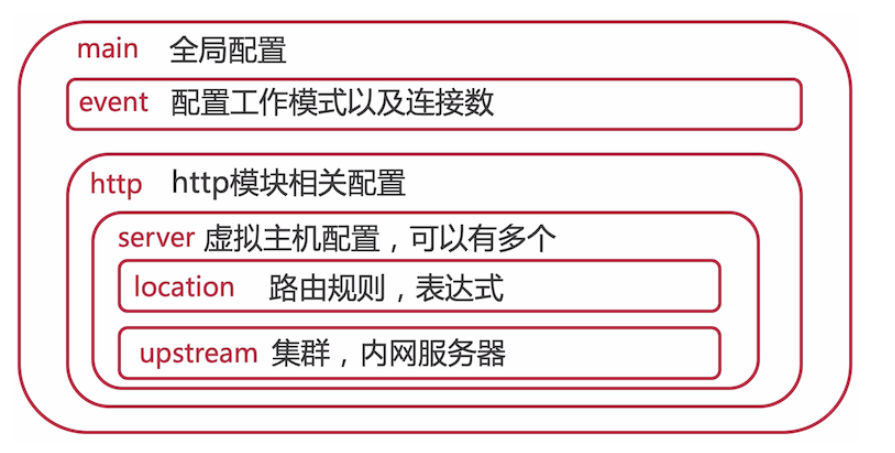 main 全局配置
event 配置工作模式以及连接数
http http模块相关配置
server 虚拟主机配置，可以有多个
location 路由规则，表达式
upstream 集群，内网服务器